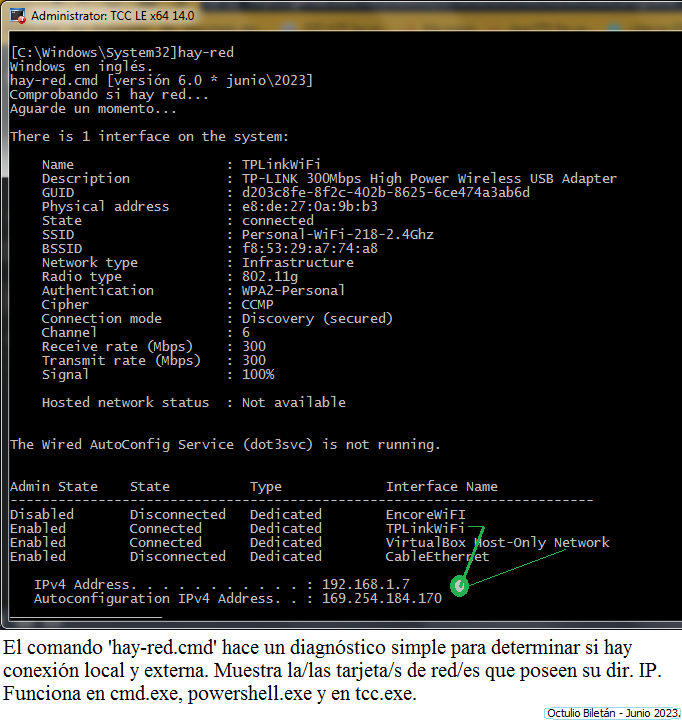 Administrator: TCC LE x64 14.0
[C:\Windows\System32]hay-red
Windows en inglés.
hay-red.cmd [versión 6.0 * junio\2023]
Comprobando si hay red...
Aguarde un momento...
There is 1 interface on the system:
Name : TPLinkWiFi
Description : TP-LINK 300Mbps High Power Wireless USB Adapter
GUID : d203c8fe-8f2c-402b-8625-6ce474a3ab6d
Physical address : e8:de:27:0a:9b:b3
State : connected
SSID : Personal-WiFi-218-2.4Ghz
BSSID : f8:53:29:a7:74:a8
Network type : Infrastructure
Radio type : 802.11g
Authentication : WPA2-Personal
Cipher : CCMP
Connection mode : Discovery (secured)
Channel : 6
Receive rate (Mbps) : 300
Transmit rate (Mbps) : 300
Signal : 100%
Hosted network status : Not available
The Wired AutoConfig Service (dot3svc) is not running.
Admin State State Type Interface Name
-------------------------------------------------------------------------
Disabled Disconnected Dedicated EncoreWiFI
Enabled Connected Dedicated TPLinkWiFi
Enabled Connected Dedicated VirtualBox Host-Only Network
Enabled Disconnected Dedicated CableEthernet
IPv4 Address. . . . . . . . . . . : 192.168.1.7
Autoconfiguration IPv4 Address. . : 169.254.184.170
El comando 'hay-red.cmd' hace un diagnóstico simple para determinar si hay
conexión local y externa. Muestra la/las tarjeta/s de red/es que poseen su dir. IP.
Funciona en cmd.exe, powershell.exe y en tcc.exe.
Octulio Biletán - Junio 2023.